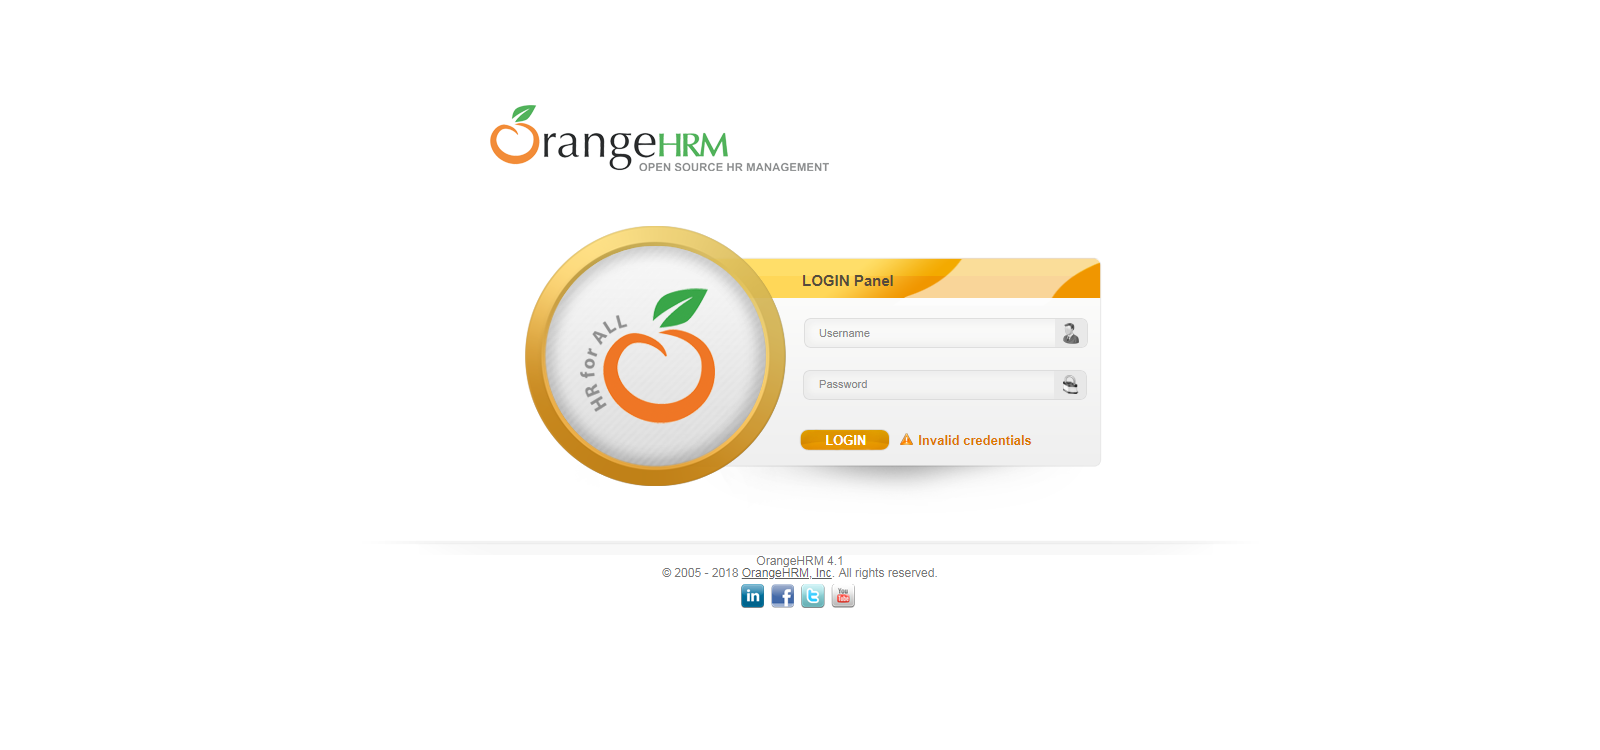 OrangeHRM
OPEN SOURCE HR MANAGEMENT
HR for ALL
LOGIN Panel
Username
Password
LOGIN
Invalid credentials
OrangeHRM 4.1
© 2005 - 2018 OrangeHRM, Inc. All rights reserved.
in f t You Tube